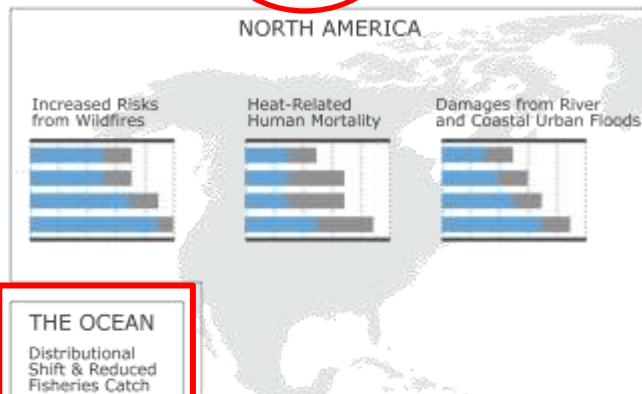 NORTH AMERICA
Increased Risks
from Wildfires
Heat-Related
Human Mortality
Damages from River
and Coastal Urban Floods
THE OCEAN
Distributional
Shift & Reduced
Fisheries Catch